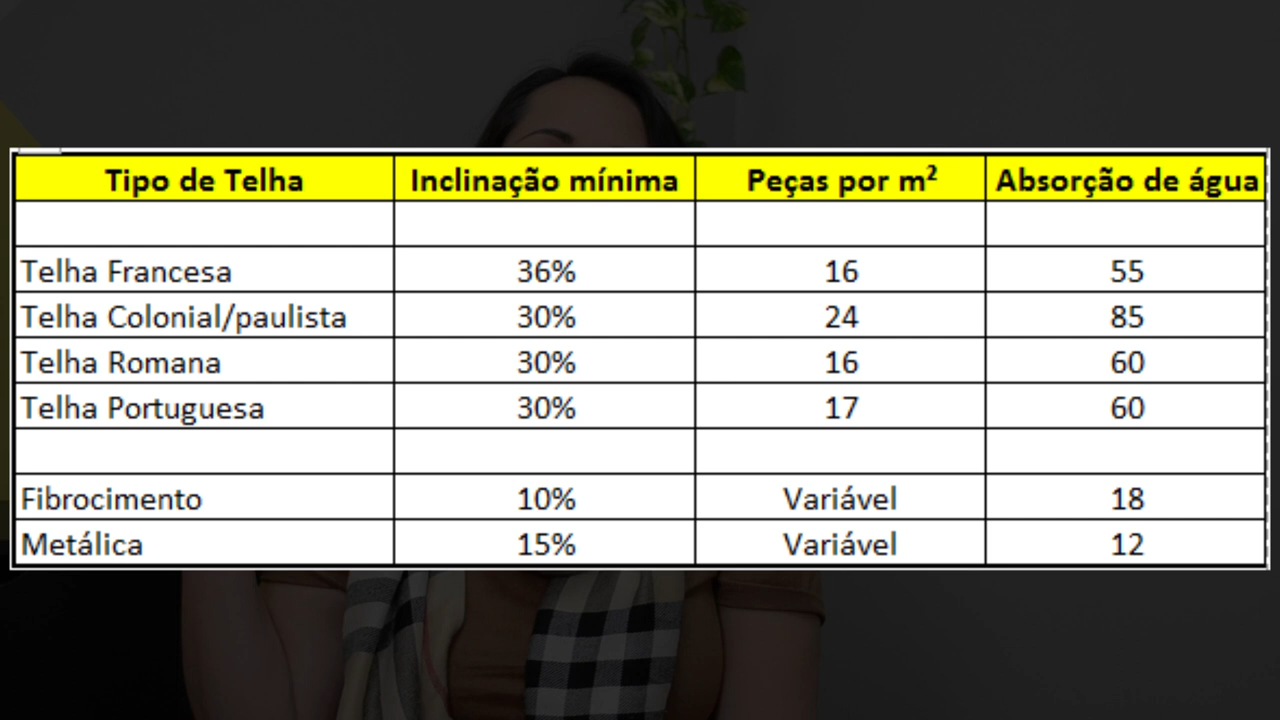 Tipo de Telha Inclinação mínima Peças por m² Absorção de água
Telha Francesa 36% 16 55
Telha Colonial/paulista 30% 24 85
Telha Romana 30% 16 60
Telha Portuguesa 30% 17 60
Fibrocimento 10% Variável 18
Metálica 15% Variável 12